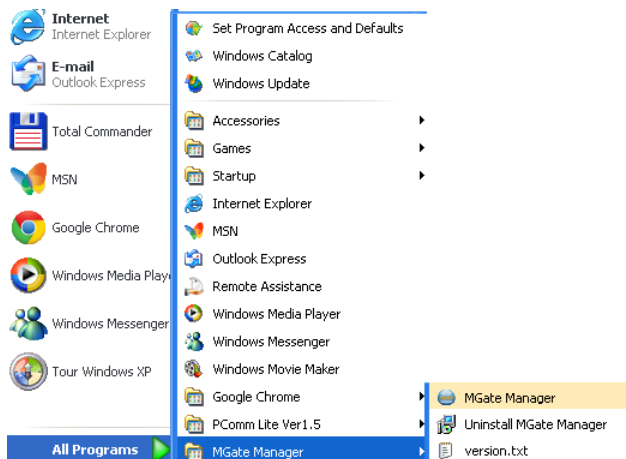 Internet
Internet Explorer
E-mail
Outlook Express
Total Commander
MSN
Google Chrome
Windows Media Play
Windows Messenger
Tour Windows XP
All Programs
Set Program Access and Defaults
Windows Catalog
Windows Update
Accessories
Games
Startup
Internet Explorer
MSN
Outlook Express
Remote Assistance
Windows Media Player
Windows Messenger
Windows Movie Maker
Google Chrome
PComm Lite Ver1.5
MGate Manager
MGate Manager
Uninstall MGate Manager
version.txt